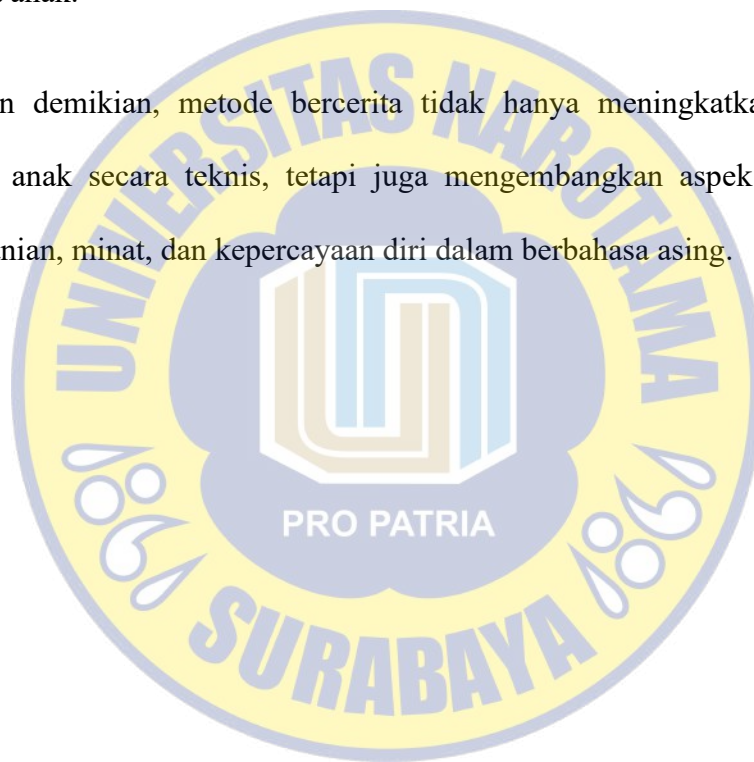 anak.
n demikian, metode bercerita tidak hanya meningkatka
anak secara teknis, tetapi juga mengembangkan aspek
nian, minat, dan kepercayaan diri dalam berbahasa asing.
UNIVERSITAS NAROTAMA
PRO PATRIA
SURABAYA